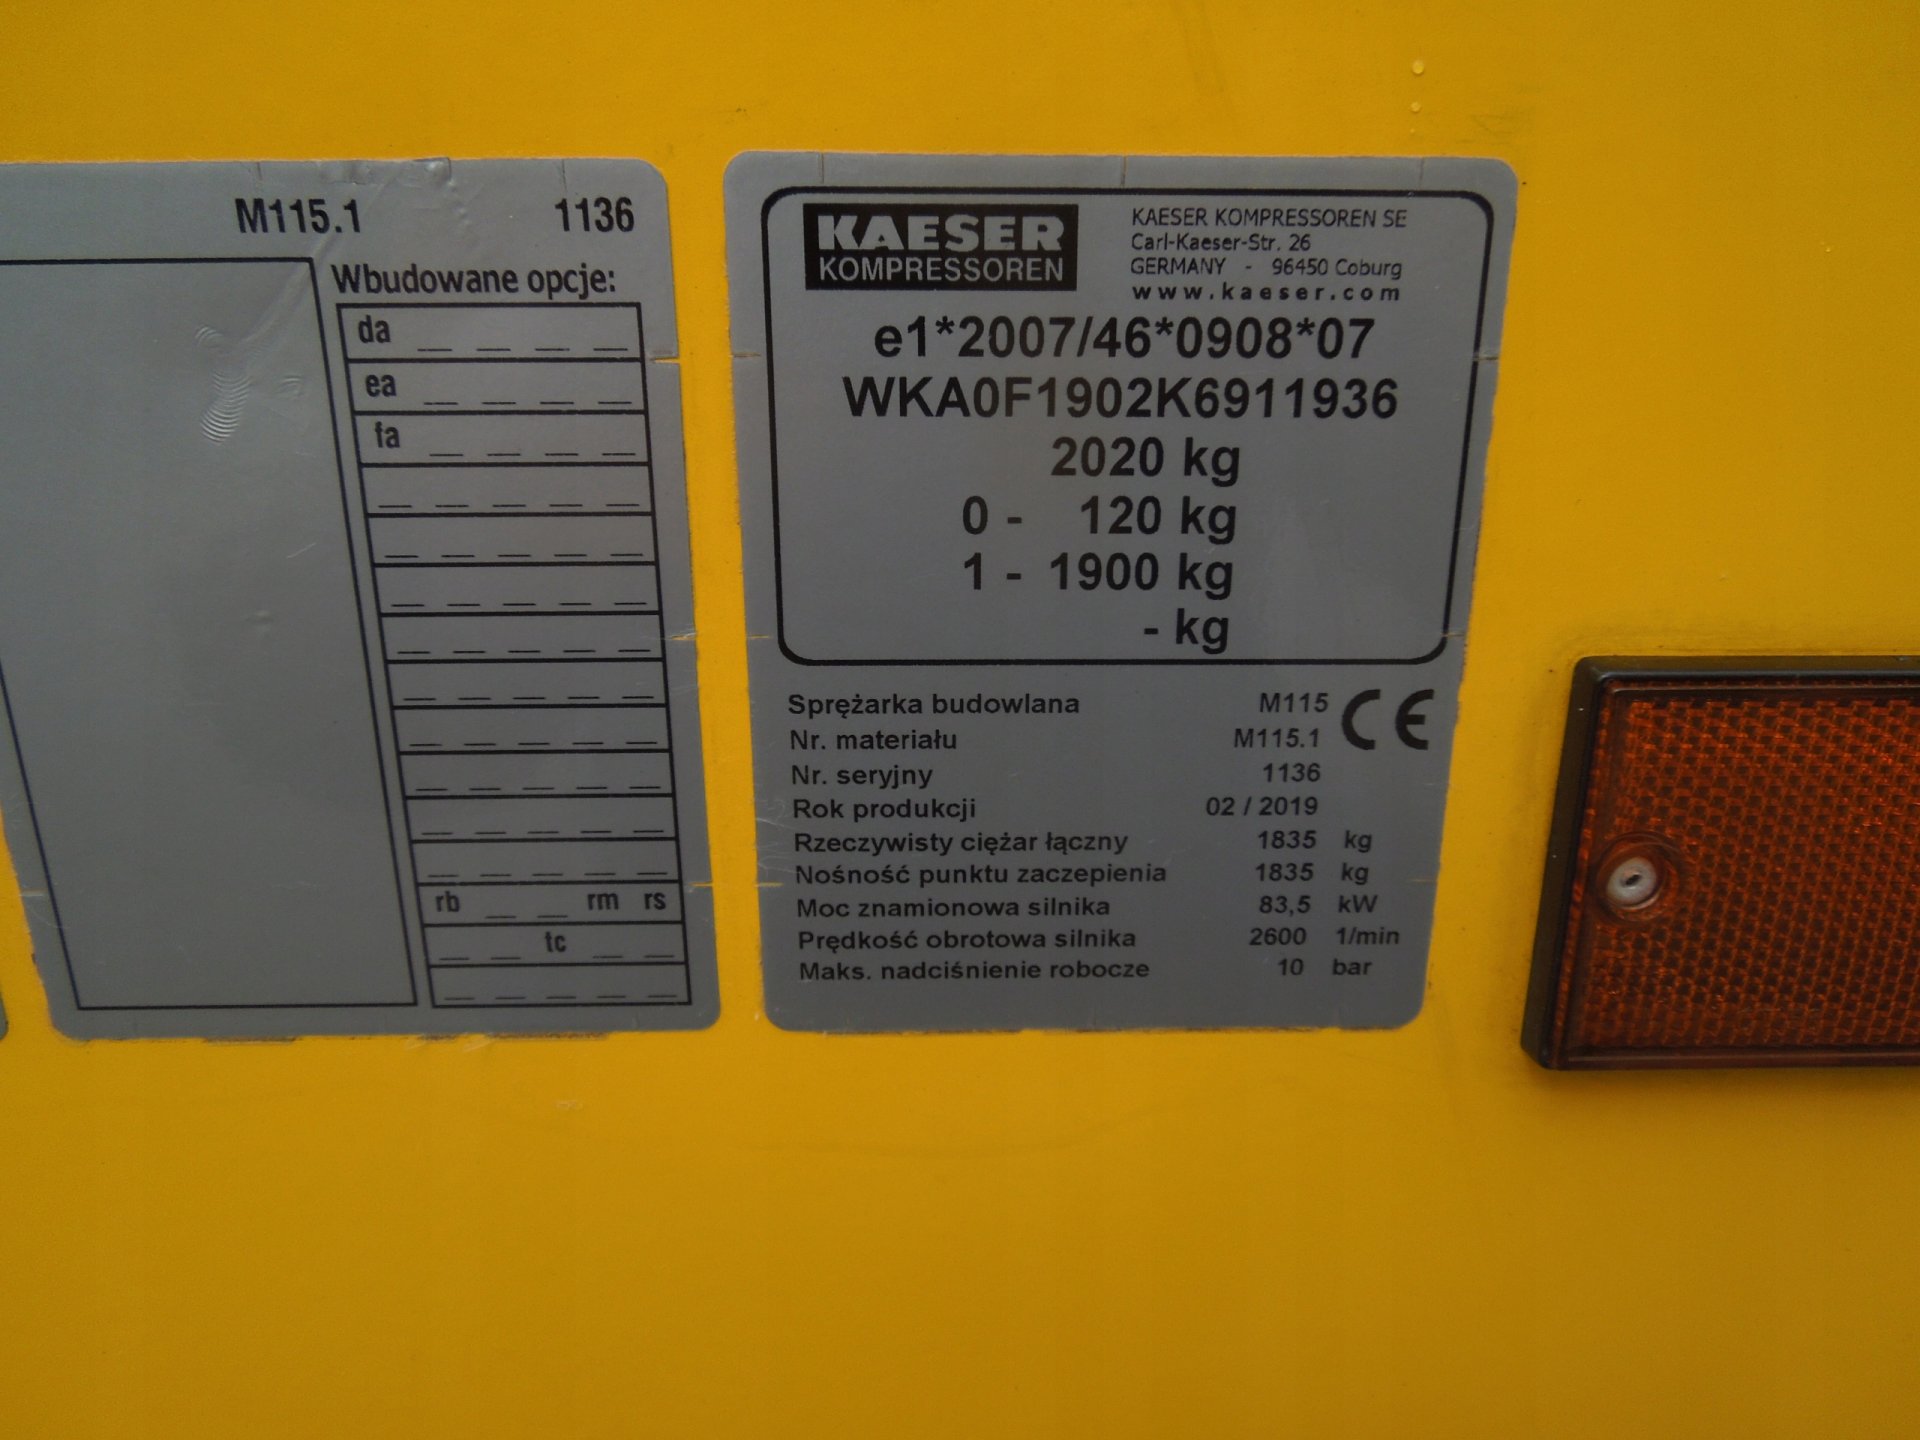 M115.1 1136
Wbudowane opcje:
da _ _ _ _
ea _ _ _ _
fa _ _ _ _
rb _ _ rm rs
_ _ tc _ _
KAESER
KOMPRESSOREN
KAESER KOMPRESSOREN SE
Carl-Kaeser-Str. 26
GERMANY - 96450 Coburg
www.kaeser.com
e1*2007/46*0908*07
WKA0F1902K6911936
2020 kg
0 - 120 kg
1 - 1900 kg
- kg
Sprężarka budowlana M115 CE
Nr. materiału M115.1
Nr. seryjny 1136
Rok produkcji 02 / 2019
Rzeczywisty ciężar łączny 1835 kg
Nośność punktu zaczepienia 1835 kg
Moc znamionowa silnika 83,5 kW
Prędkość obrotowa silnika 2600 1/min
Maks. nadciśnienie robocze 10 bar